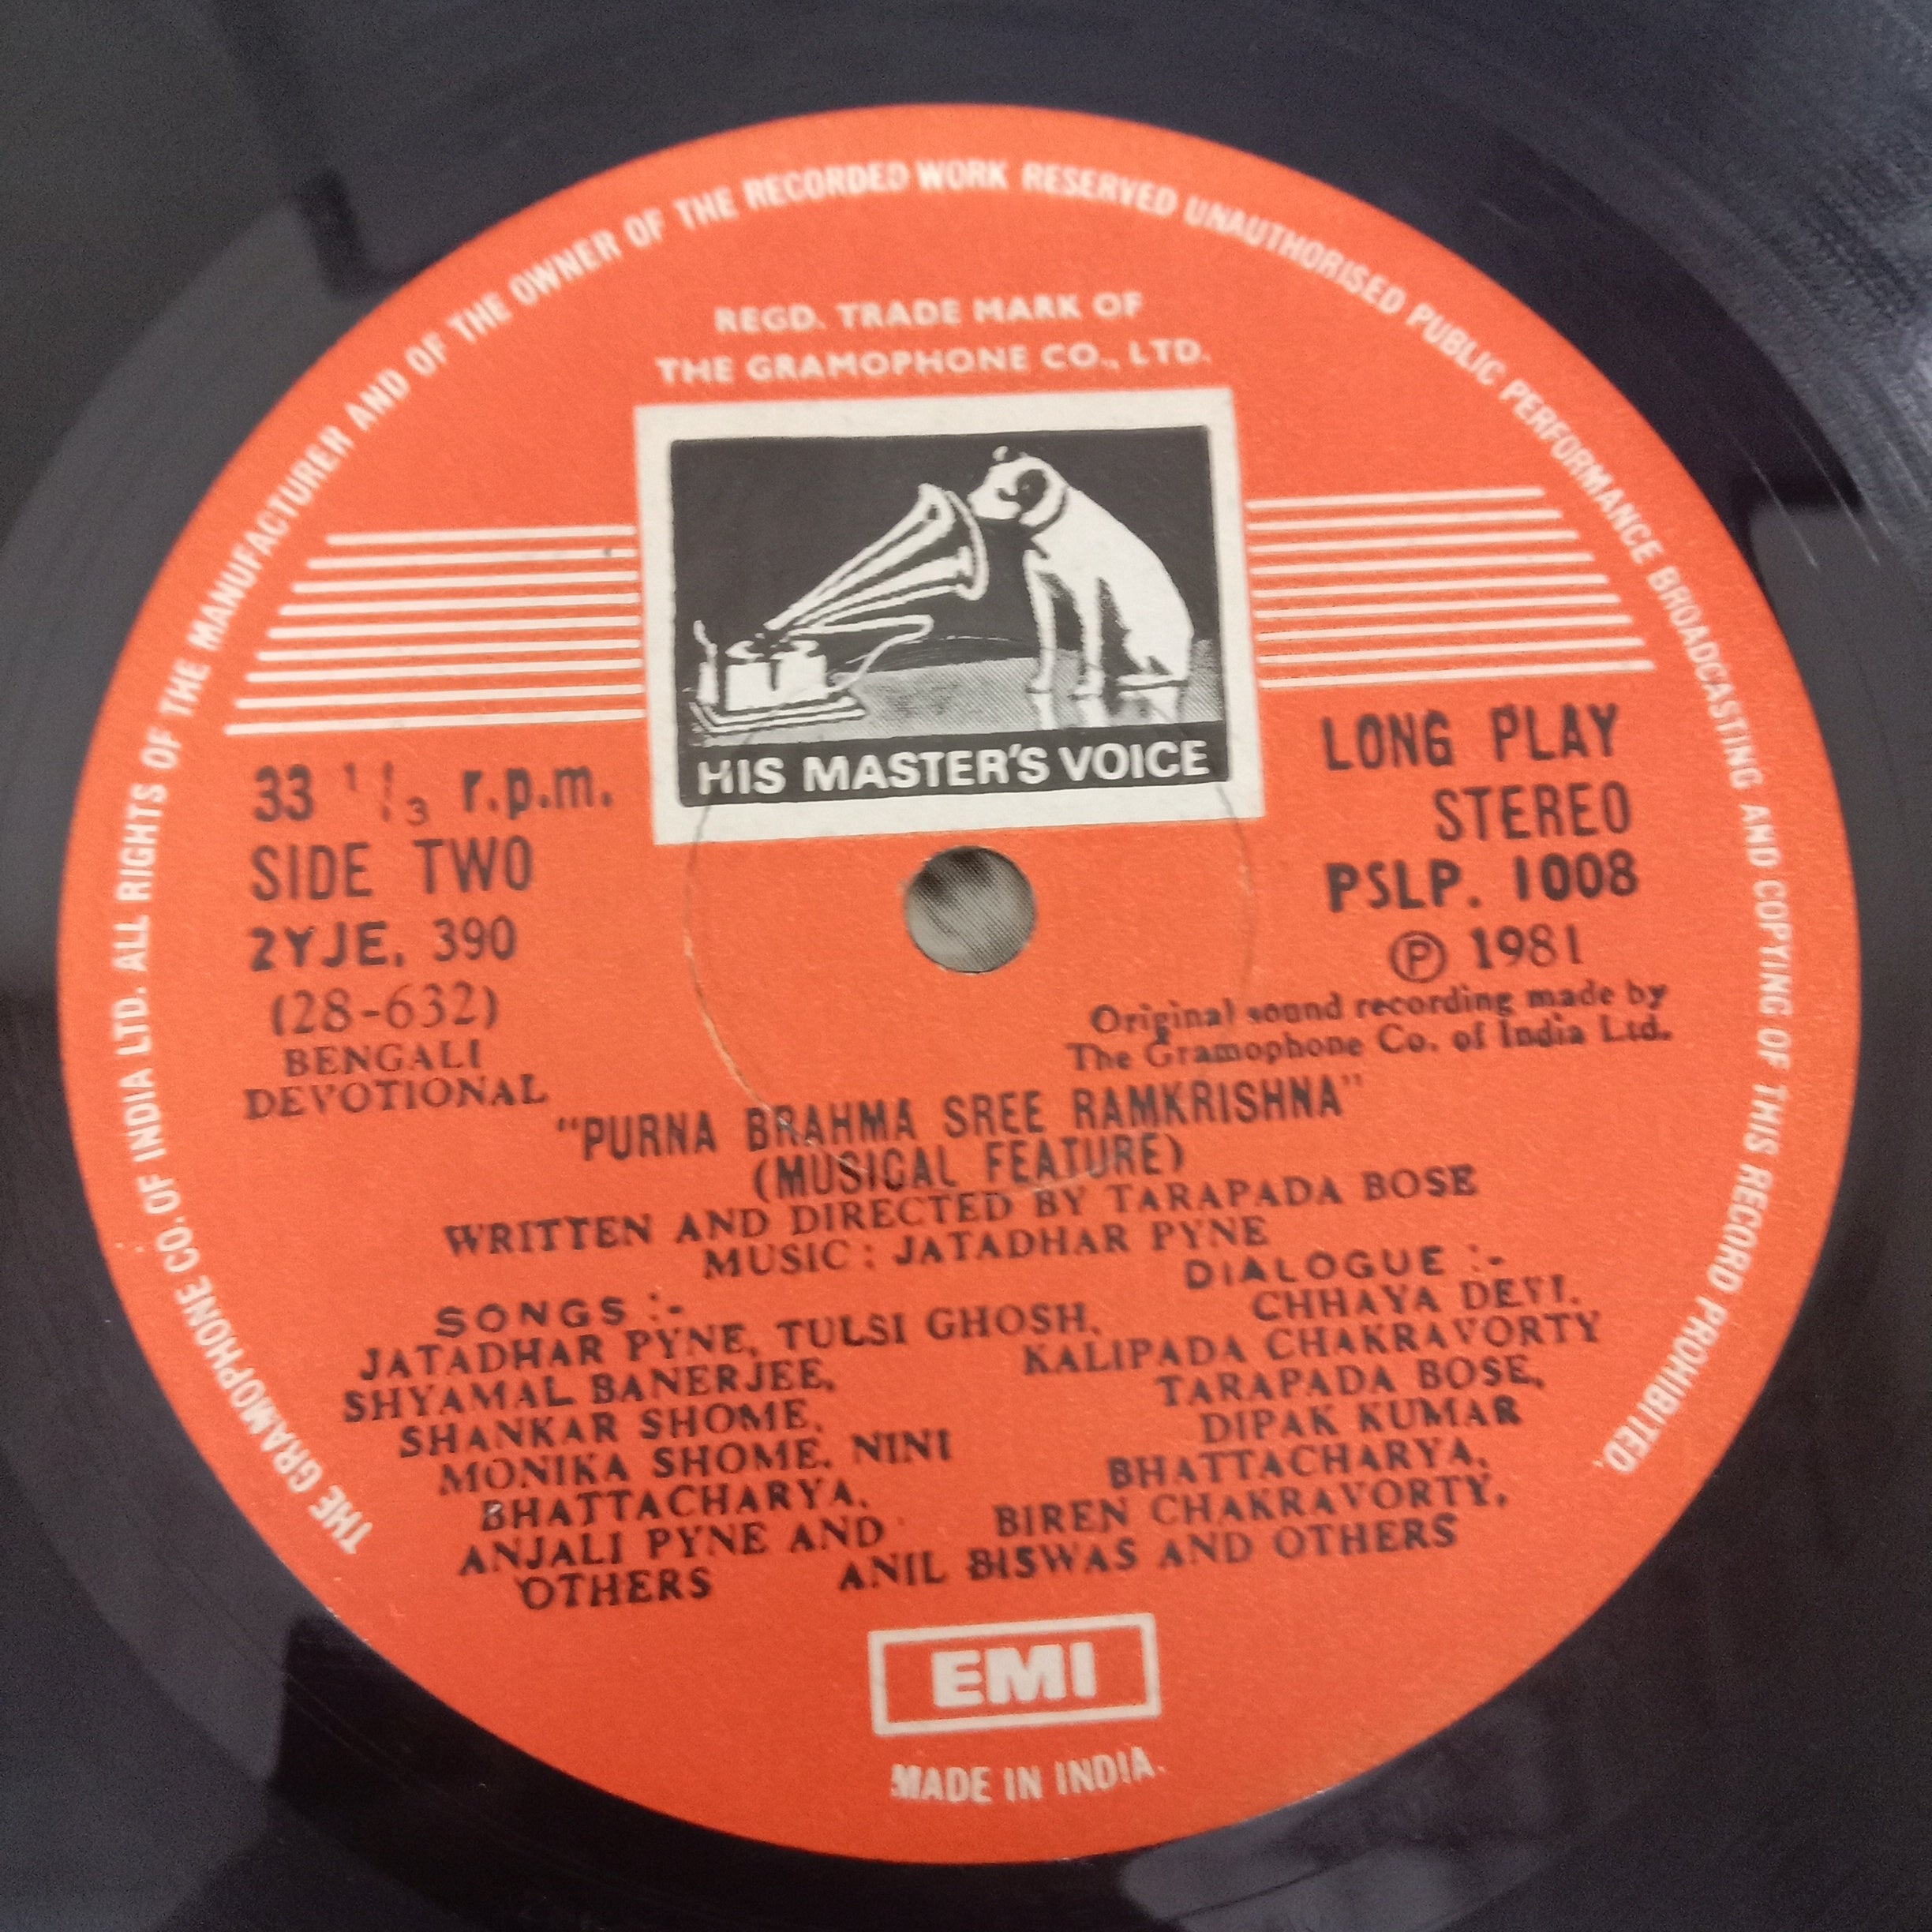 THE GRAMOPHONE CO. OF INDIA LTD. ALL RIGHTS OF THE MANUFACTURER AND OF THE OWNER OF THE RECORDED WORK RESERVED UNAUTHORISED PUBLIC PERFORMANCE BROADCASTING AND COPYING OF THIS RECORD PROHIBITED.
REGD. TRADE MARK OF
THE GRAMOPHONE CO., LTD.
HIS MASTER'S VOICE
33 1/3 r.p.m.
SIDE TWO
2YJE. 390
(28-632)
BENGALI
DEVOTIONAL
LONG PLAY
STEREO
PSLP. 1008
℗ 1981
Original sound recording made by
The Gramophone Co. of India Ltd.
"PURNA BRAHMA SREE RAMKRISHNA"
(MUSICAL FEATURE)
WRITTEN AND DIRECTED BY TARAPADA BOSE
MUSIC : JATADHAR PYNE
SONGS :-
JATADHAR PYNE, TULSI GHOSH,
SHYAMAL BANERJEE,
SHANKAR SHOME,
MONIKA SHOME, NINI
BHATTACHARYA,
ANJALI PYNE AND
OTHERS
DIALOGUE :-
CHHAYA DEVI,
KALIPADA CHAKRAVORTY
TARAPADA BOSE,
DIPAK KUMAR
BHATTACHARYA,
BIREN CHAKRAVORTY,
ANIL BISWAS AND OTHERS
EMI
MADE IN INDIA.